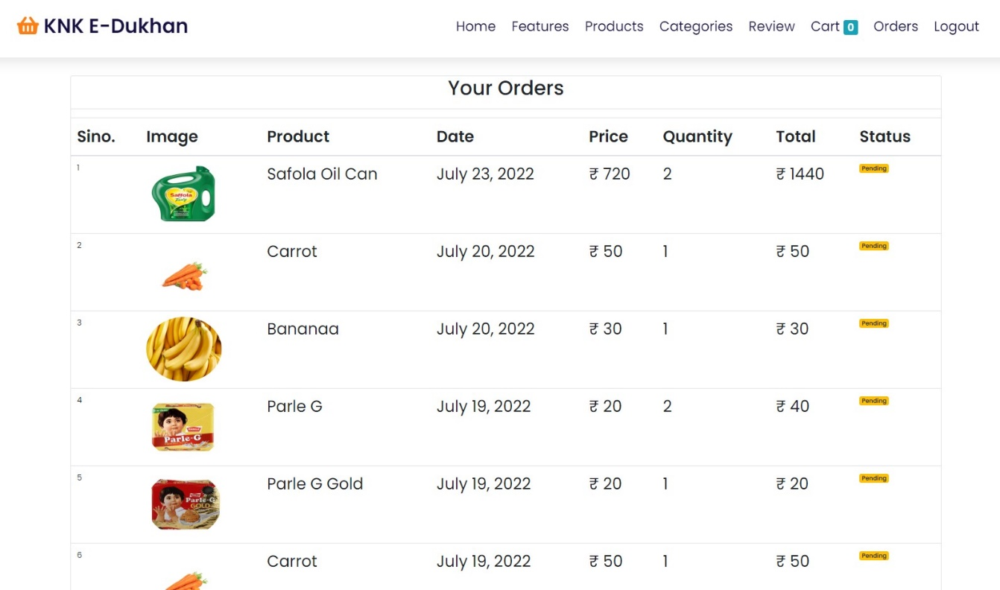 KNK E-Dukhan Home Features Products Categories Review Cart 0 Orders Logout
Your Orders
Sino. Image Product Date Price Quantity Total Status
1 Safola Oil Can July 23, 2022 ₹ 720 2 ₹ 1440 Pending
Saffola
Tasty
2 Carrot July 20, 2022 ₹ 50 1 ₹ 50 Pending
3 Bananaa July 20, 2022 ₹ 30 1 ₹ 30 Pending
4 Parle G July 19, 2022 ₹ 20 2 ₹ 40 Pending
PARLE
Parle-G
5 Parle G Gold July 19, 2022 ₹ 20 1 ₹ 20 Pending
PARLE
Parle-G
GOLD
6 Carrot July 19, 2022 ₹ 50 1 ₹ 50 Pending